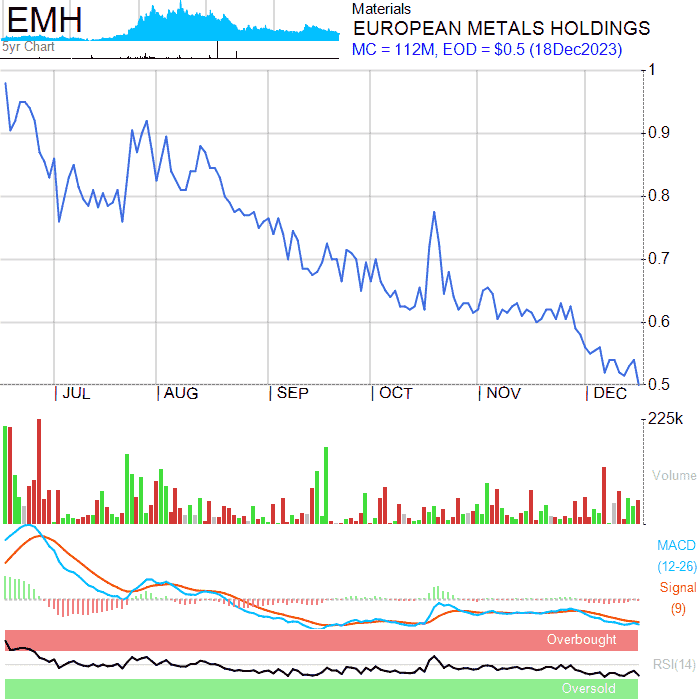 EMH
5yr Chart
Materials
EUROPEAN METALS HOLDINGS
MC = 112M, EOD = $0.5 (18Dec2023)
1
0.9
0.8
0.7
0.6
0.5
JUL AUG SEP OCT NOV DEC
225k
Volume
MACD
(12-26)
Signal
(9)
Overbought
RSI(14)
Oversold